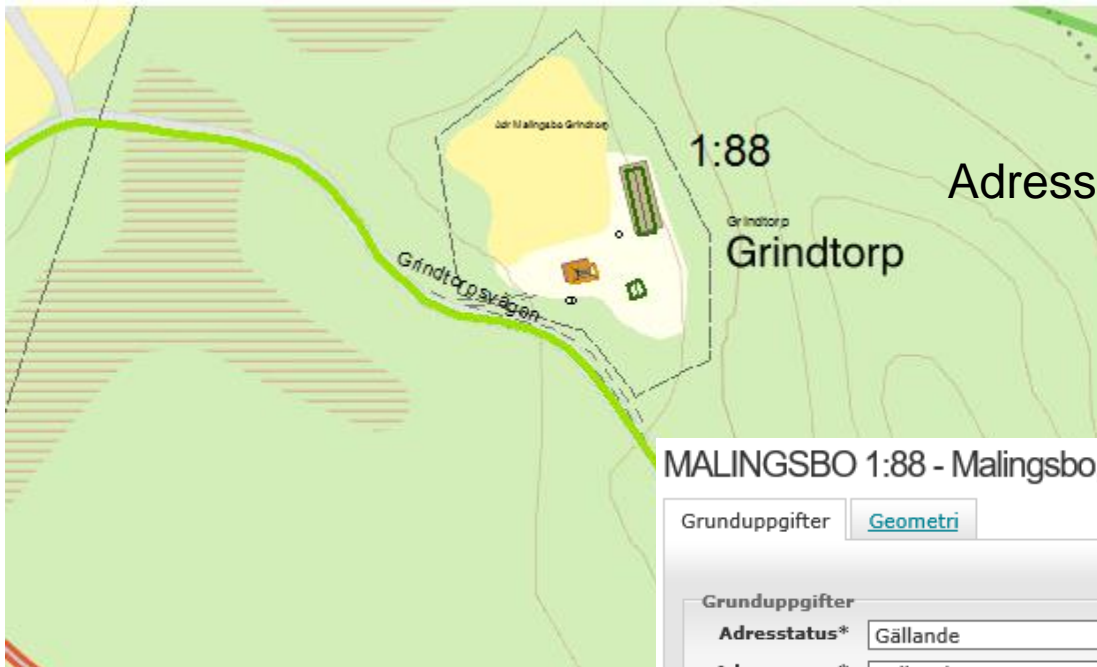 Adr Malingsbo Grindtorp
1:88
Adress
Grindtorp
Grindtorp
Grindtorpsvägen
MALINGSBO 1:88 - Malingsbo
Grunduppgifter
Geometri
Grunduppgifter
Adresstatus* Gällande